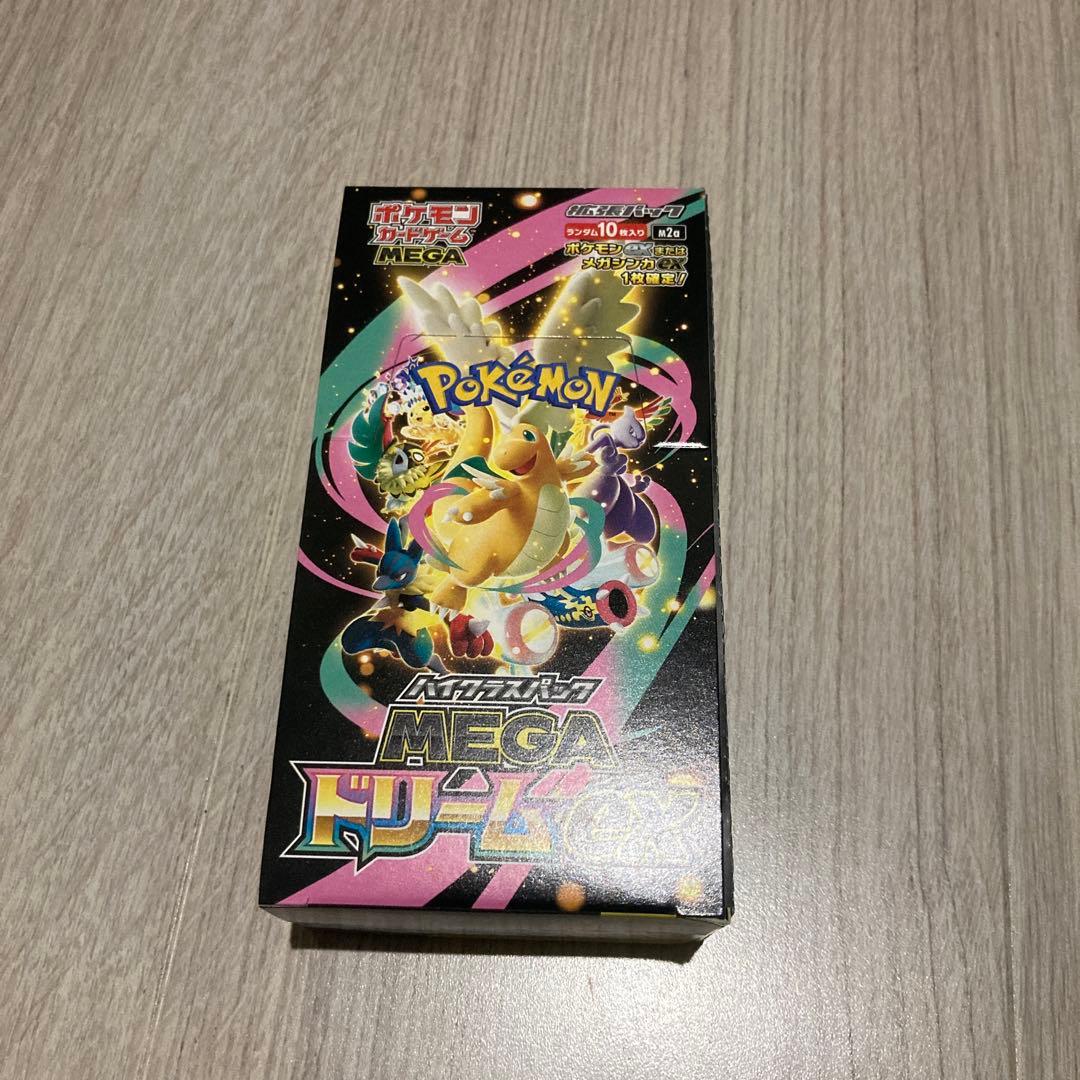 ポケモン
カードゲーム
MEGA
拡張パック
ランダム10枚入り M2a
ポケモンexまたは
メガシンカex
1枚確定!
POKéMON
ハイクラスパック
MEGA
ドリームex